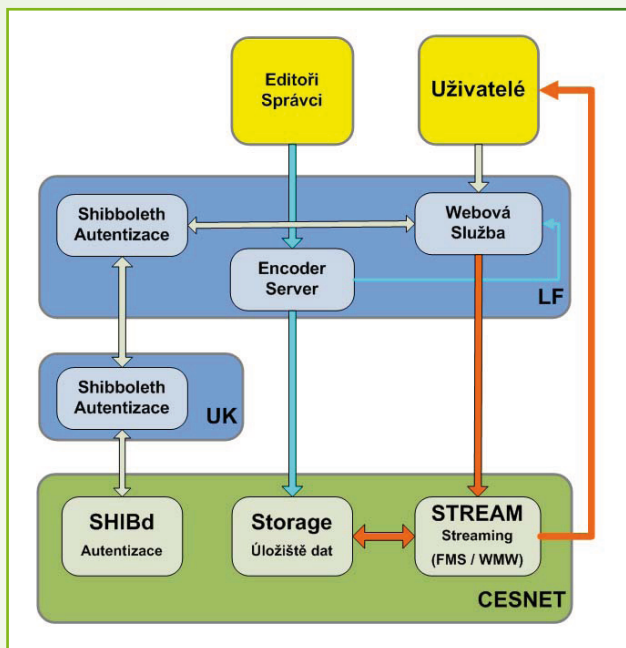 Editoři
Správci
Uživatelé
Shibboleth
Autentizace
Webová
Služba
Encoder
Server
LF
Shibboleth
Autentizace
UK
SHIBd
Autentizace
Storage
Úložiště dat
STREAM
Streaming
(FMS / WMW)
CESNET